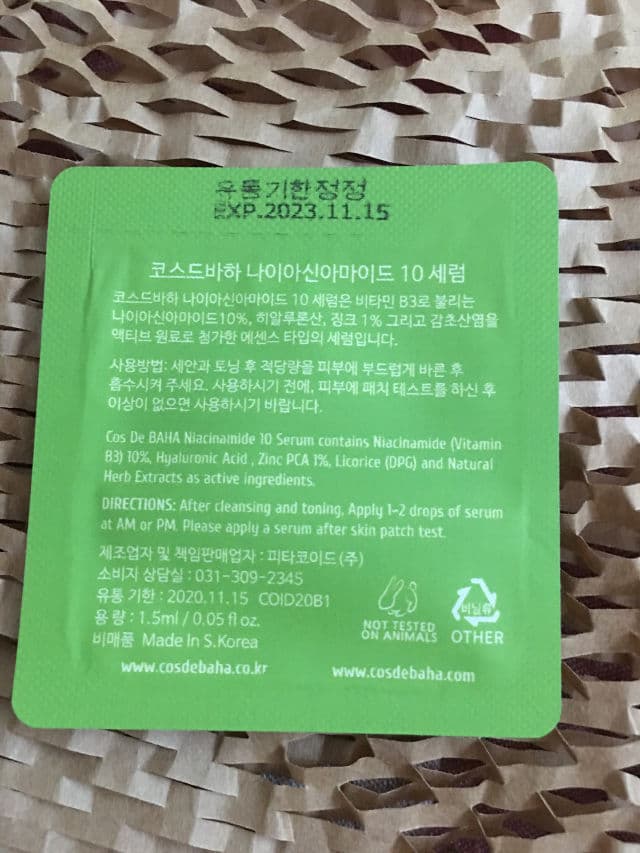 유통기한정정
EXP.2023.11.15
코스드바하 나이아신아마이드 10 세럼
코스드바하 나이아신아마이드 10 세럼은 비타민 B3로 불리는
나이아신아마이드10%, 히알루론산, 징크 1% 그리고 감초산염을
액티브 원료로 첨가한 에센스 타입의 세럼입니다.
사용방법: 세안과 토닝 후 적당량을 피부에 부드럽게 바른 후
흡수시켜 주세요. 사용하시기 전에, 피부에 패치 테스트를 하신 후
이상이 없으면 사용하시기 바랍니다.
Cos De BAHA Niacinamide 10 Serum contains Niacinamide (Vitamin
B3) 10%, Hyaluronic Acid , Zinc PCA 1%, Licorice (DPG) and Natural
Herb Extracts as active ingredients.
DIRECTIONS: After cleansing and toning, Apply 1~2 drops of serum
at AM or PM. Please apply a serum after skin patch test.
제조업자 및 책임판매업자 : 피타코이드(주)
소비자 상담실 : 031-309-2345
유통 기한 : 2020.11.15 COID20B1
용 량 : 1.5ml / 0.05 fl oz.
비매품 Made In S.Korea
NOT TESTED
ON ANIMALS
비닐류
OTHER
www.cosdebaha.co.kr
www.cosdebaha.com